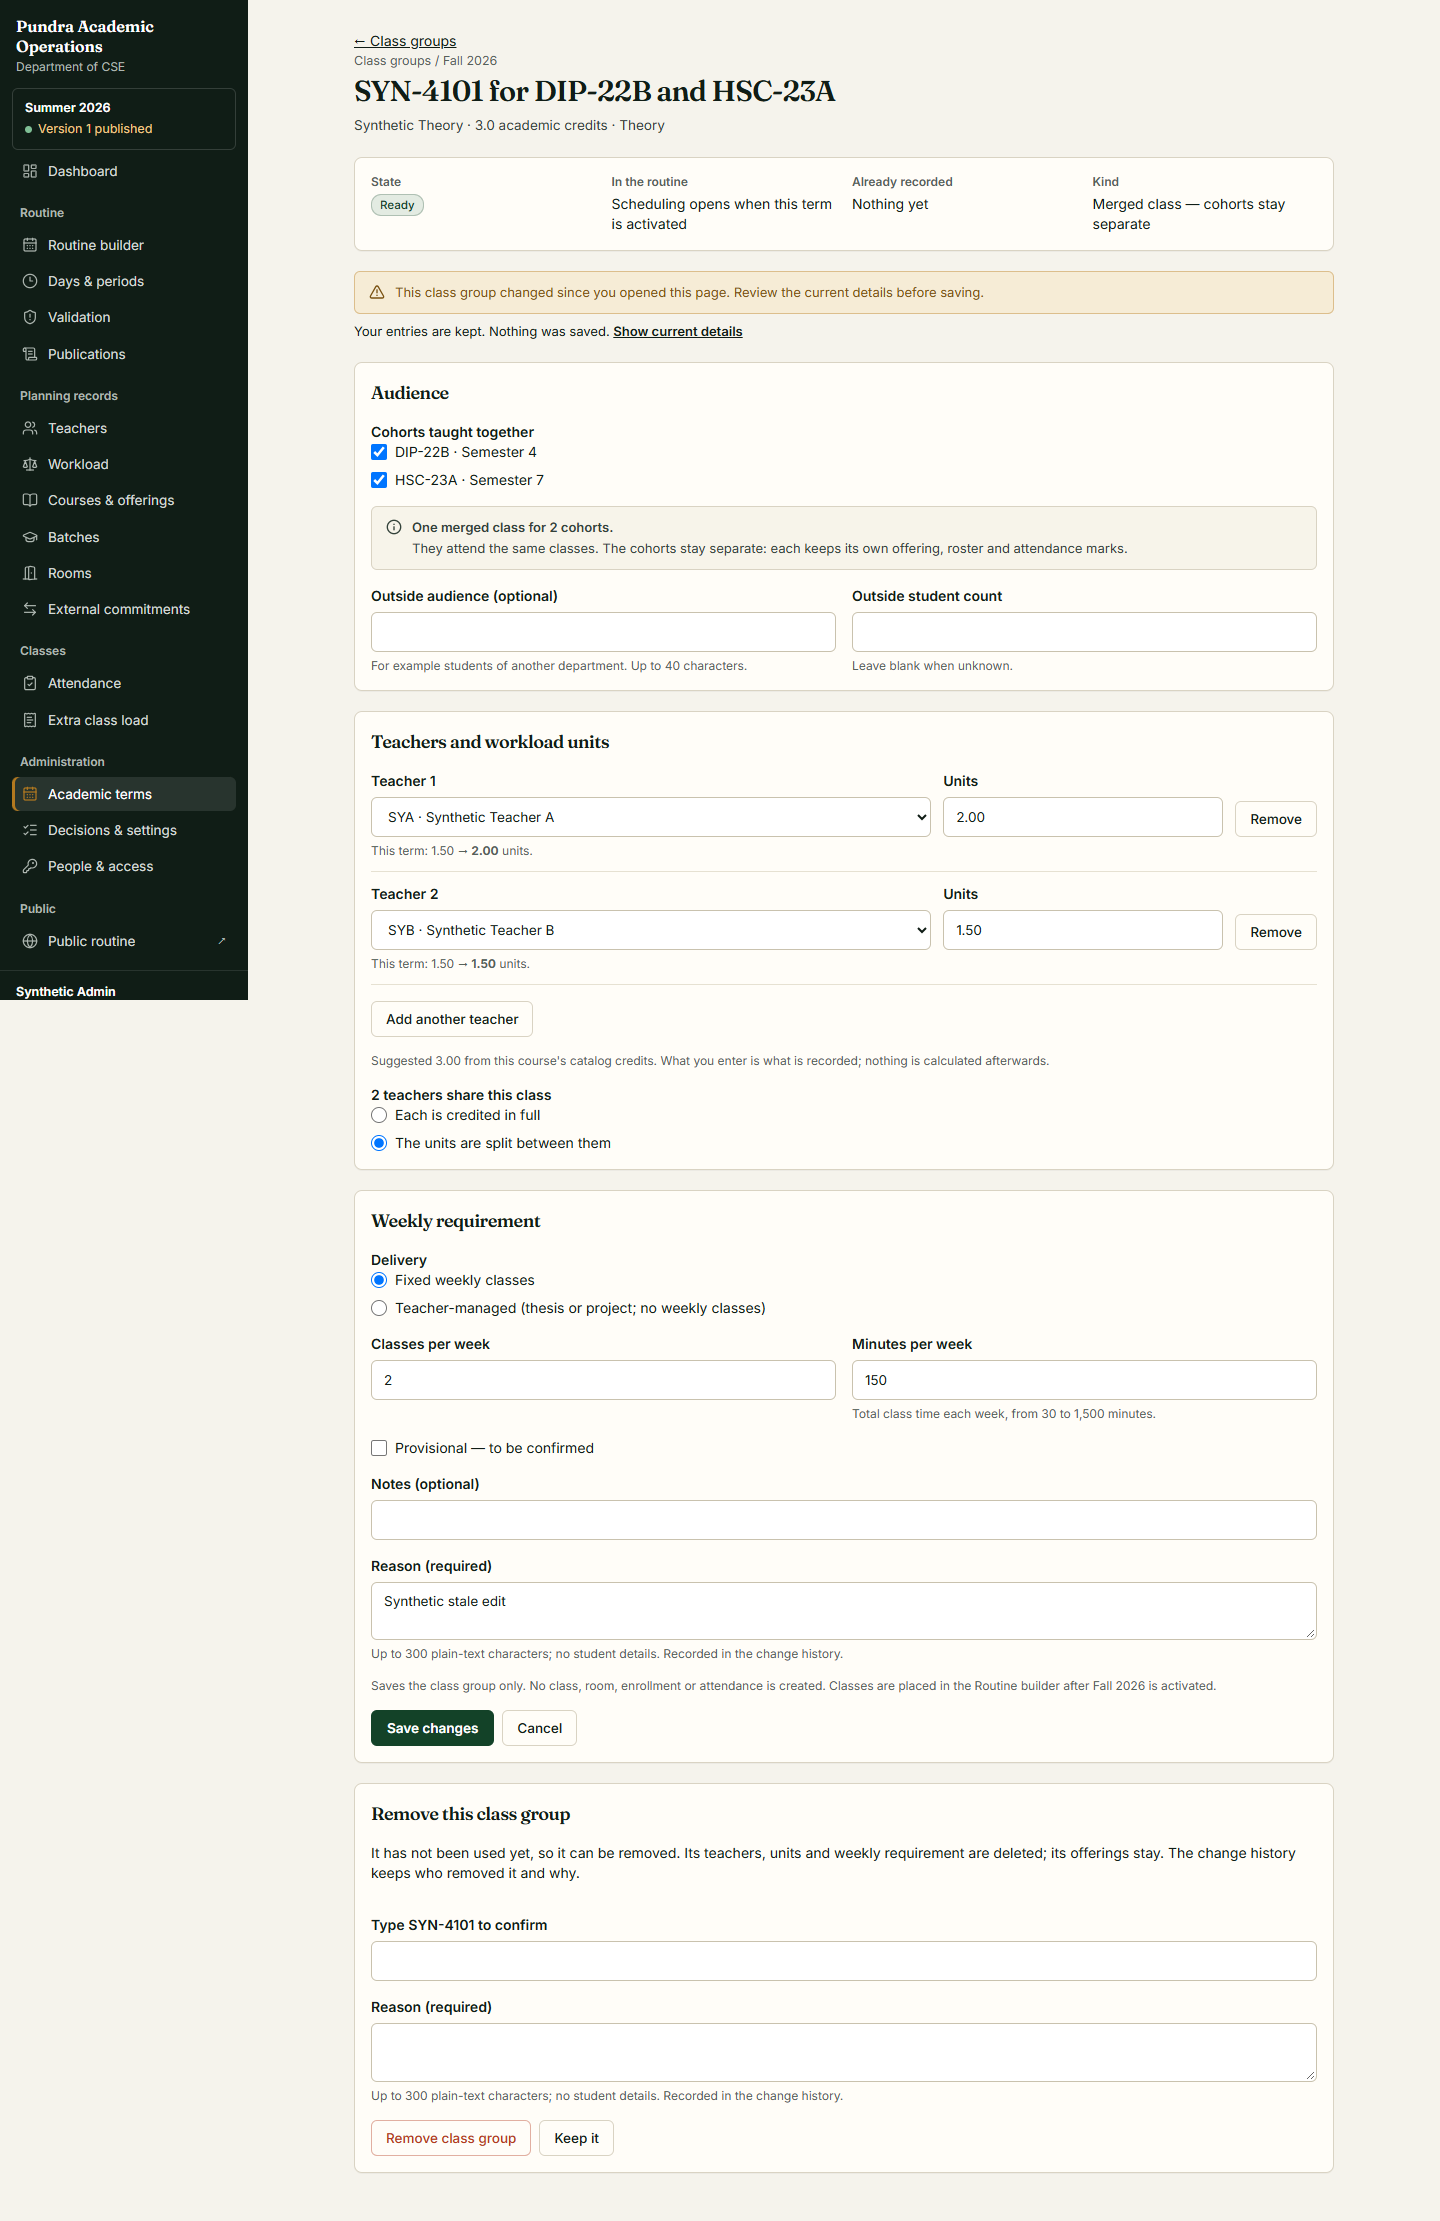 Pundra Academic
Operations
Department of CSE
Summer 2026
Version 1 published
Dashboard
Routine
Routine builder
Days & periods
Validation
Publications
Planning records
Teachers
Workload
Courses & offerings
Batches
Rooms
External commitments
Classes
Attendance
Extra class load
Administration
Academic terms
Decisions & settings
People & access
Public
Public routine ↗
Synthetic Admin
← Class groups
Class groups / Fall 2026
SYN-4101 for DIP-22B and HSC-23A
Synthetic Theory · 3.0 academic credits · Theory
State
Ready
In the routine
Scheduling opens when this term
is activated
Already recorded
Nothing yet
Kind
Merged class — cohorts stay
separate
This class group changed since you opened this page. Review the current details before saving.
Your entries are kept. Nothing was saved. Show current details
Audience
Cohorts taught together
DIP-22B · Semester 4
HSC-23A · Semester 7
One merged class for 2 cohorts.
They attend the same classes. The cohorts stay separate: each keeps its own offering, roster and attendance marks.
Outside audience (optional)
For example students of another department. Up to 40 characters.
Outside student count
Leave blank when unknown.
Teachers and workload units
Teacher 1
SYA · Synthetic Teacher A
Units
2.00
Remove
This term: 1.50 → 2.00 units.
Teacher 2
SYB · Synthetic Teacher B
Units
1.50
Remove
This term: 1.50 → 1.50 units.
Add another teacher
Suggested 3.00 from this course's catalog credits. What you enter is what is recorded; nothing is calculated afterwards.
2 teachers share this class
Each is credited in full
The units are split between them
Weekly requirement
Delivery
Fixed weekly classes
Teacher-managed (thesis or project; no weekly classes)
Classes per week
2
Minutes per week
150
Total class time each week, from 30 to 1,500 minutes.
Provisional — to be confirmed
Notes (optional)
Reason (required)
Synthetic stale edit
Up to 300 plain-text characters; no student details. Recorded in the change history.
Saves the class group only. No class, room, enrollment or attendance is created. Classes are placed in the Routine builder after Fall 2026 is activated.
Save changes
Cancel
Remove this class group
It has not been used yet, so it can be removed. Its teachers, units and weekly requirement are deleted; its offerings stay. The change history
keeps who removed it and why.
Type SYN-4101 to confirm
Reason (required)
Up to 300 plain-text characters; no student details. Recorded in the change history.
Remove class group
Keep it